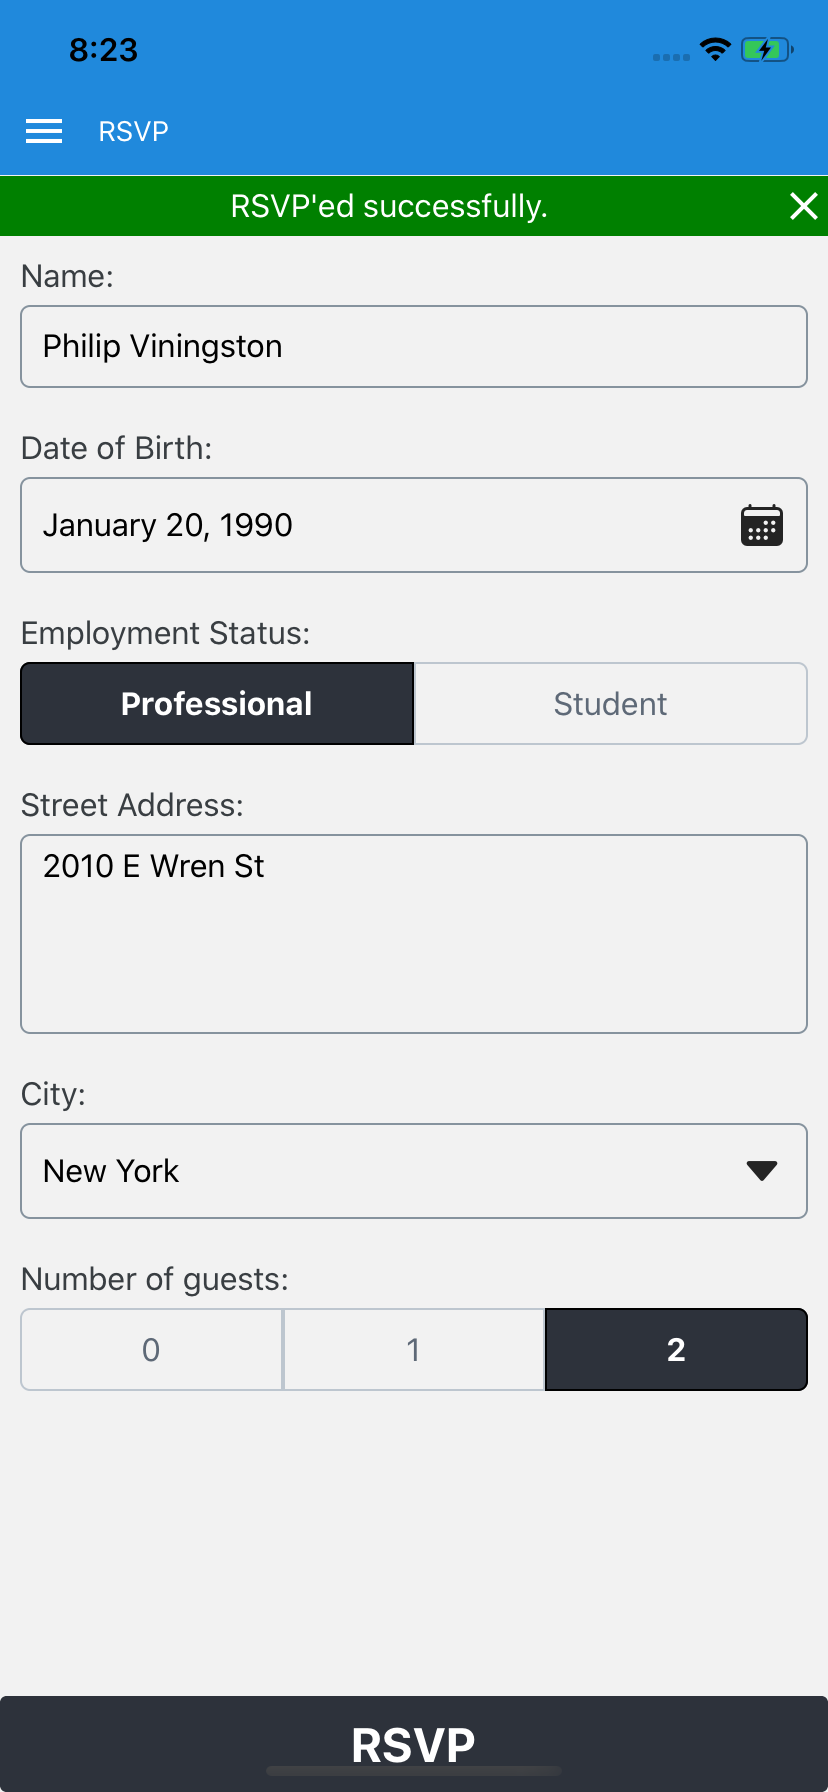 8:23
RSVP
RSVP'ed successfully.
Name:
Philip Viningston
Date of Birth:
January 20, 1990
Employment Status:
Professional Student
Street Address:
2010 E Wren St
City:
New York
Number of guests:
0 1 2
RSVP